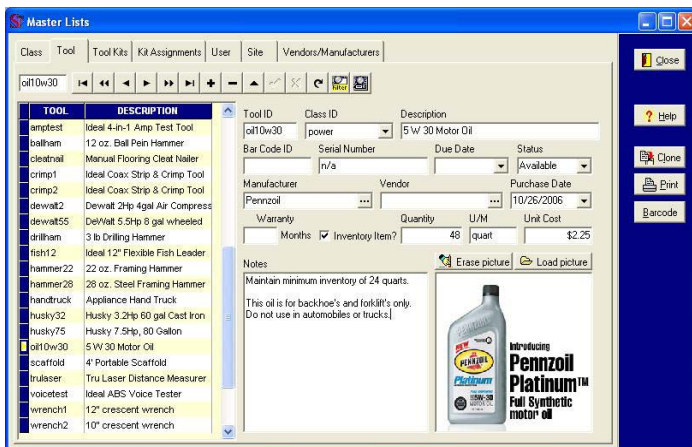 Master Lists
Class Tool Tool Kits Kit Assignments User Site Vendors/Manufacturers
oil10w30 Filter
TOOL DESCRIPTION
amptest Ideal 4-in-1 Amp Test Tool
ballham 12 oz. Ball Pein Hammer
cleatnail Manual Flooring Cleat Nailer
crimp1 Ideal Coax Strip & Crimp Tool
crimp2 Ideal Coax Strip & Crimp Tool
dewalt2 Dewalt 2Hp 4gal Air Compress
dewalt55 DeWalt 5.5Hp 8 gal wheeled
drilham 3 lb Drilling Hammer
fish12 Ideal 12" Flexible Fish Leader
hammer22 22 oz. Framing Hammer
hammer28 28 oz. Steel Framing Hammer
handtruck Appliance Hand Truck
husky32 Husky 3.2Hp 60 gal Cast Iron
husky75 Husky 7.5Hp, 80 Gallon
oil10w30 5 W 30 Motor Oil
scaffold 4' Portable Scaffold
trulaser Tru Laser Distance Measurer
voicetest Ideal ABS Voice Tester
wrench1 12" crescent wrench
wrench2 10" crescent wrench
Tool ID Class ID Description
oil10w30 power 5 W 30 Motor Oil
Bar Code ID Serial Number Due Date Status
n/a Available
Manufacturer Vendor Purchase Date
Pennzoil ... ... 10/26/2006
Warranty Quantity U/M Unit Cost
Months Inventory Item? 48 quart $2.25
Notes Erase picture Load picture
Maintain minimum inventory of 24 quarts.
This oil is for backhoe's and forklift's only.
Do not use in automobiles or trucks.
PENNZOIL
Platinum
5W-30
Introducing
Pennzoil
Platinum™
Full Synthetic
motor oil
Close
? Help
Clone
Print
Barcode